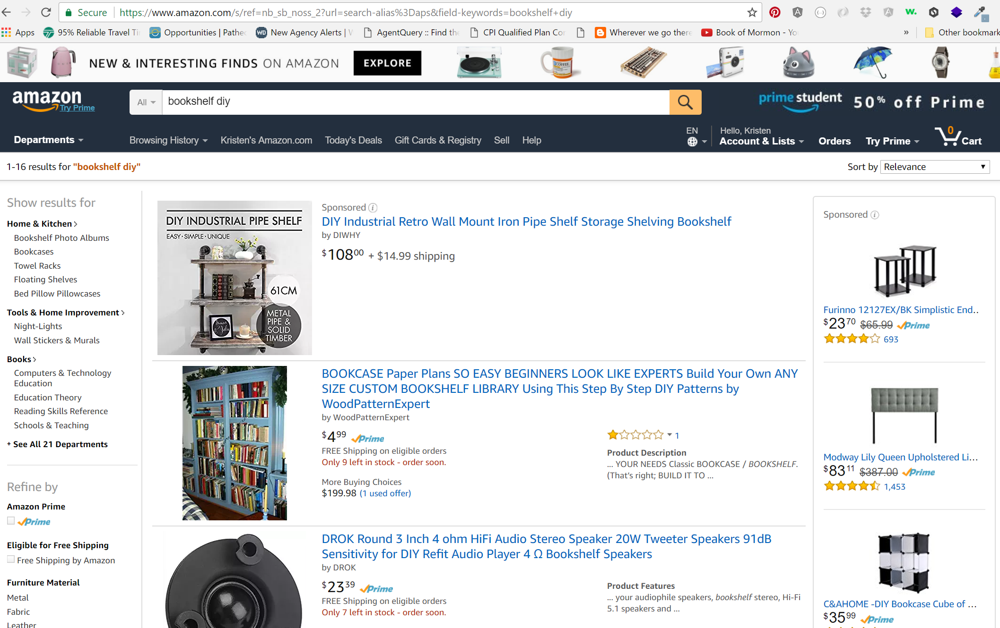 Secure
https://www.amazon.com/s/ref=nb_sb_noss_2?url=search-alias%3Daps&field-keywords=bookshelf+diy
Apps
95% Reliable Travel Ti
Opportunities | Pathec
New Agency Alerts | W
AgentQuery :: Find the
CPI Qualified Plan Cor
Wherever we go there
Book of Mormon - Yo
»
Other bookmark
NEW & INTERESTING FINDS ON AMAZON
EXPLORE
COFFEE
amazon
Try Prime
All
bookshelf diy
prime student
50% off Prime
Departments
Browsing History
Kristen's Amazon.com
Today's Deals
Gift Cards & Registry
Sell
Help
EN
Hello, Kristen
Account & Lists
Orders
Try Prime
0
Cart
1-16 results for "bookshelf diy"
Sort by
Relevance
Show results for
Home & Kitchen
Bookshelf Photo Albums
Bookcases
Towel Racks
Floating Shelves
Bed Pillow Pillowcases
Tools & Home Improvement
Night-Lights
Wall Stickers & Murals
Books
Computers & Technology
Education
Education Theory
Reading Skills Reference
Schools & Teaching
+ See All 21 Departments
Refine by
Amazon Prime
Prime
Eligible for Free Shipping
Free Shipping by Amazon
Furniture Material
Metal
Fabric
Leather
DIY INDUSTRIAL PIPE SHELF
EASY·SIMPLE·UNIQUE
61CM
METAL
PIPE &
SOLID
TIMBER
Sponsored
DIY Industrial Retro Wall Mount Iron Pipe Shelf Storage Shelving Bookshelf
by DIWHY
$108 00 + $14.99 shipping
BOOKCASE Paper Plans SO EASY BEGINNERS LOOK LIKE EXPERTS Build Your Own ANY
SIZE CUSTOM BOOKSHELF LIBRARY Using This Step By Step DIY Patterns by
WoodPatternExpert
by WoodPatternExpert
$4 99 Prime
FREE Shipping on eligible orders
Only 9 left in stock - order soon.
More Buying Choices
$199.98 (1 used offer)
1
Product Description
... YOUR NEEDS Classic BOOKCASE / BOOKSHELF.
(That's right; BUILD IT TO ...
DROK Round 3 Inch 4 ohm HiFi Audio Stereo Speaker 20W Tweeter Speakers 91dB
Sensitivity for DIY Refit Audio Player 4 Ω Bookshelf Speakers
by DROK
$23 39 Prime
FREE Shipping on eligible orders
Only 7 left in stock - order soon.
Product Features
... your audiophile speakers, bookshelf stereo, Hi-Fi
5.1 speakers and ...
Sponsored
Furinno 12127EX/BK Simplistic End...
$23 70 $65.99 Prime
693
Modway Lily Queen Upholstered Li...
$83 11 $387.00 Prime
1,453
C&AHOME -DIY Bookcase Cube of ...
$35 99 Prime